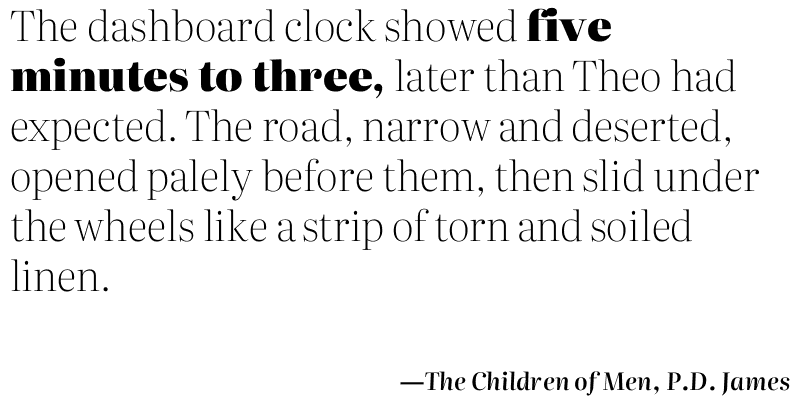 The dashboard clock showed five
minutes to three, later than Theo had
expected. The road, narrow and deserted,
opened palely before them, then slid under
the wheels like a strip of torn and soiled
linen.
—The Children of Men, P.D. James